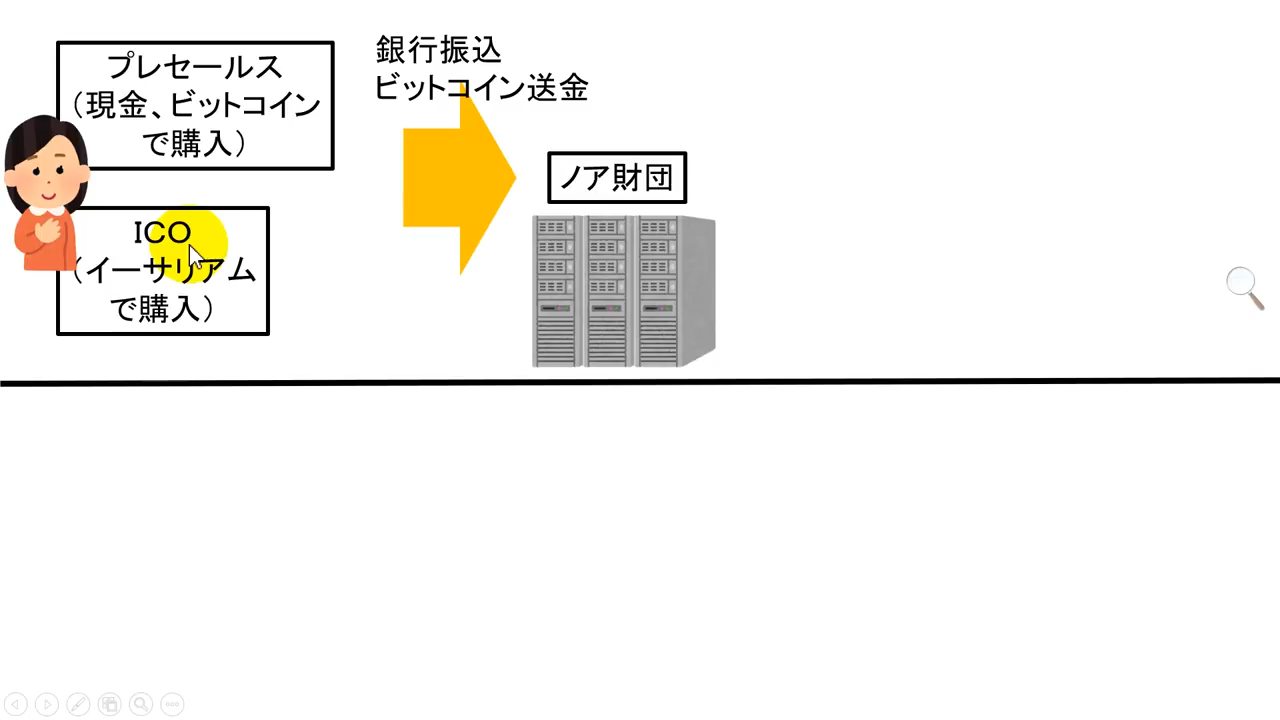 プレセールス
（現金、ビットコイン
で購入）
銀行振込
ビットコイン送金
ノア財団
ICO
（イーサリアム
で購入）